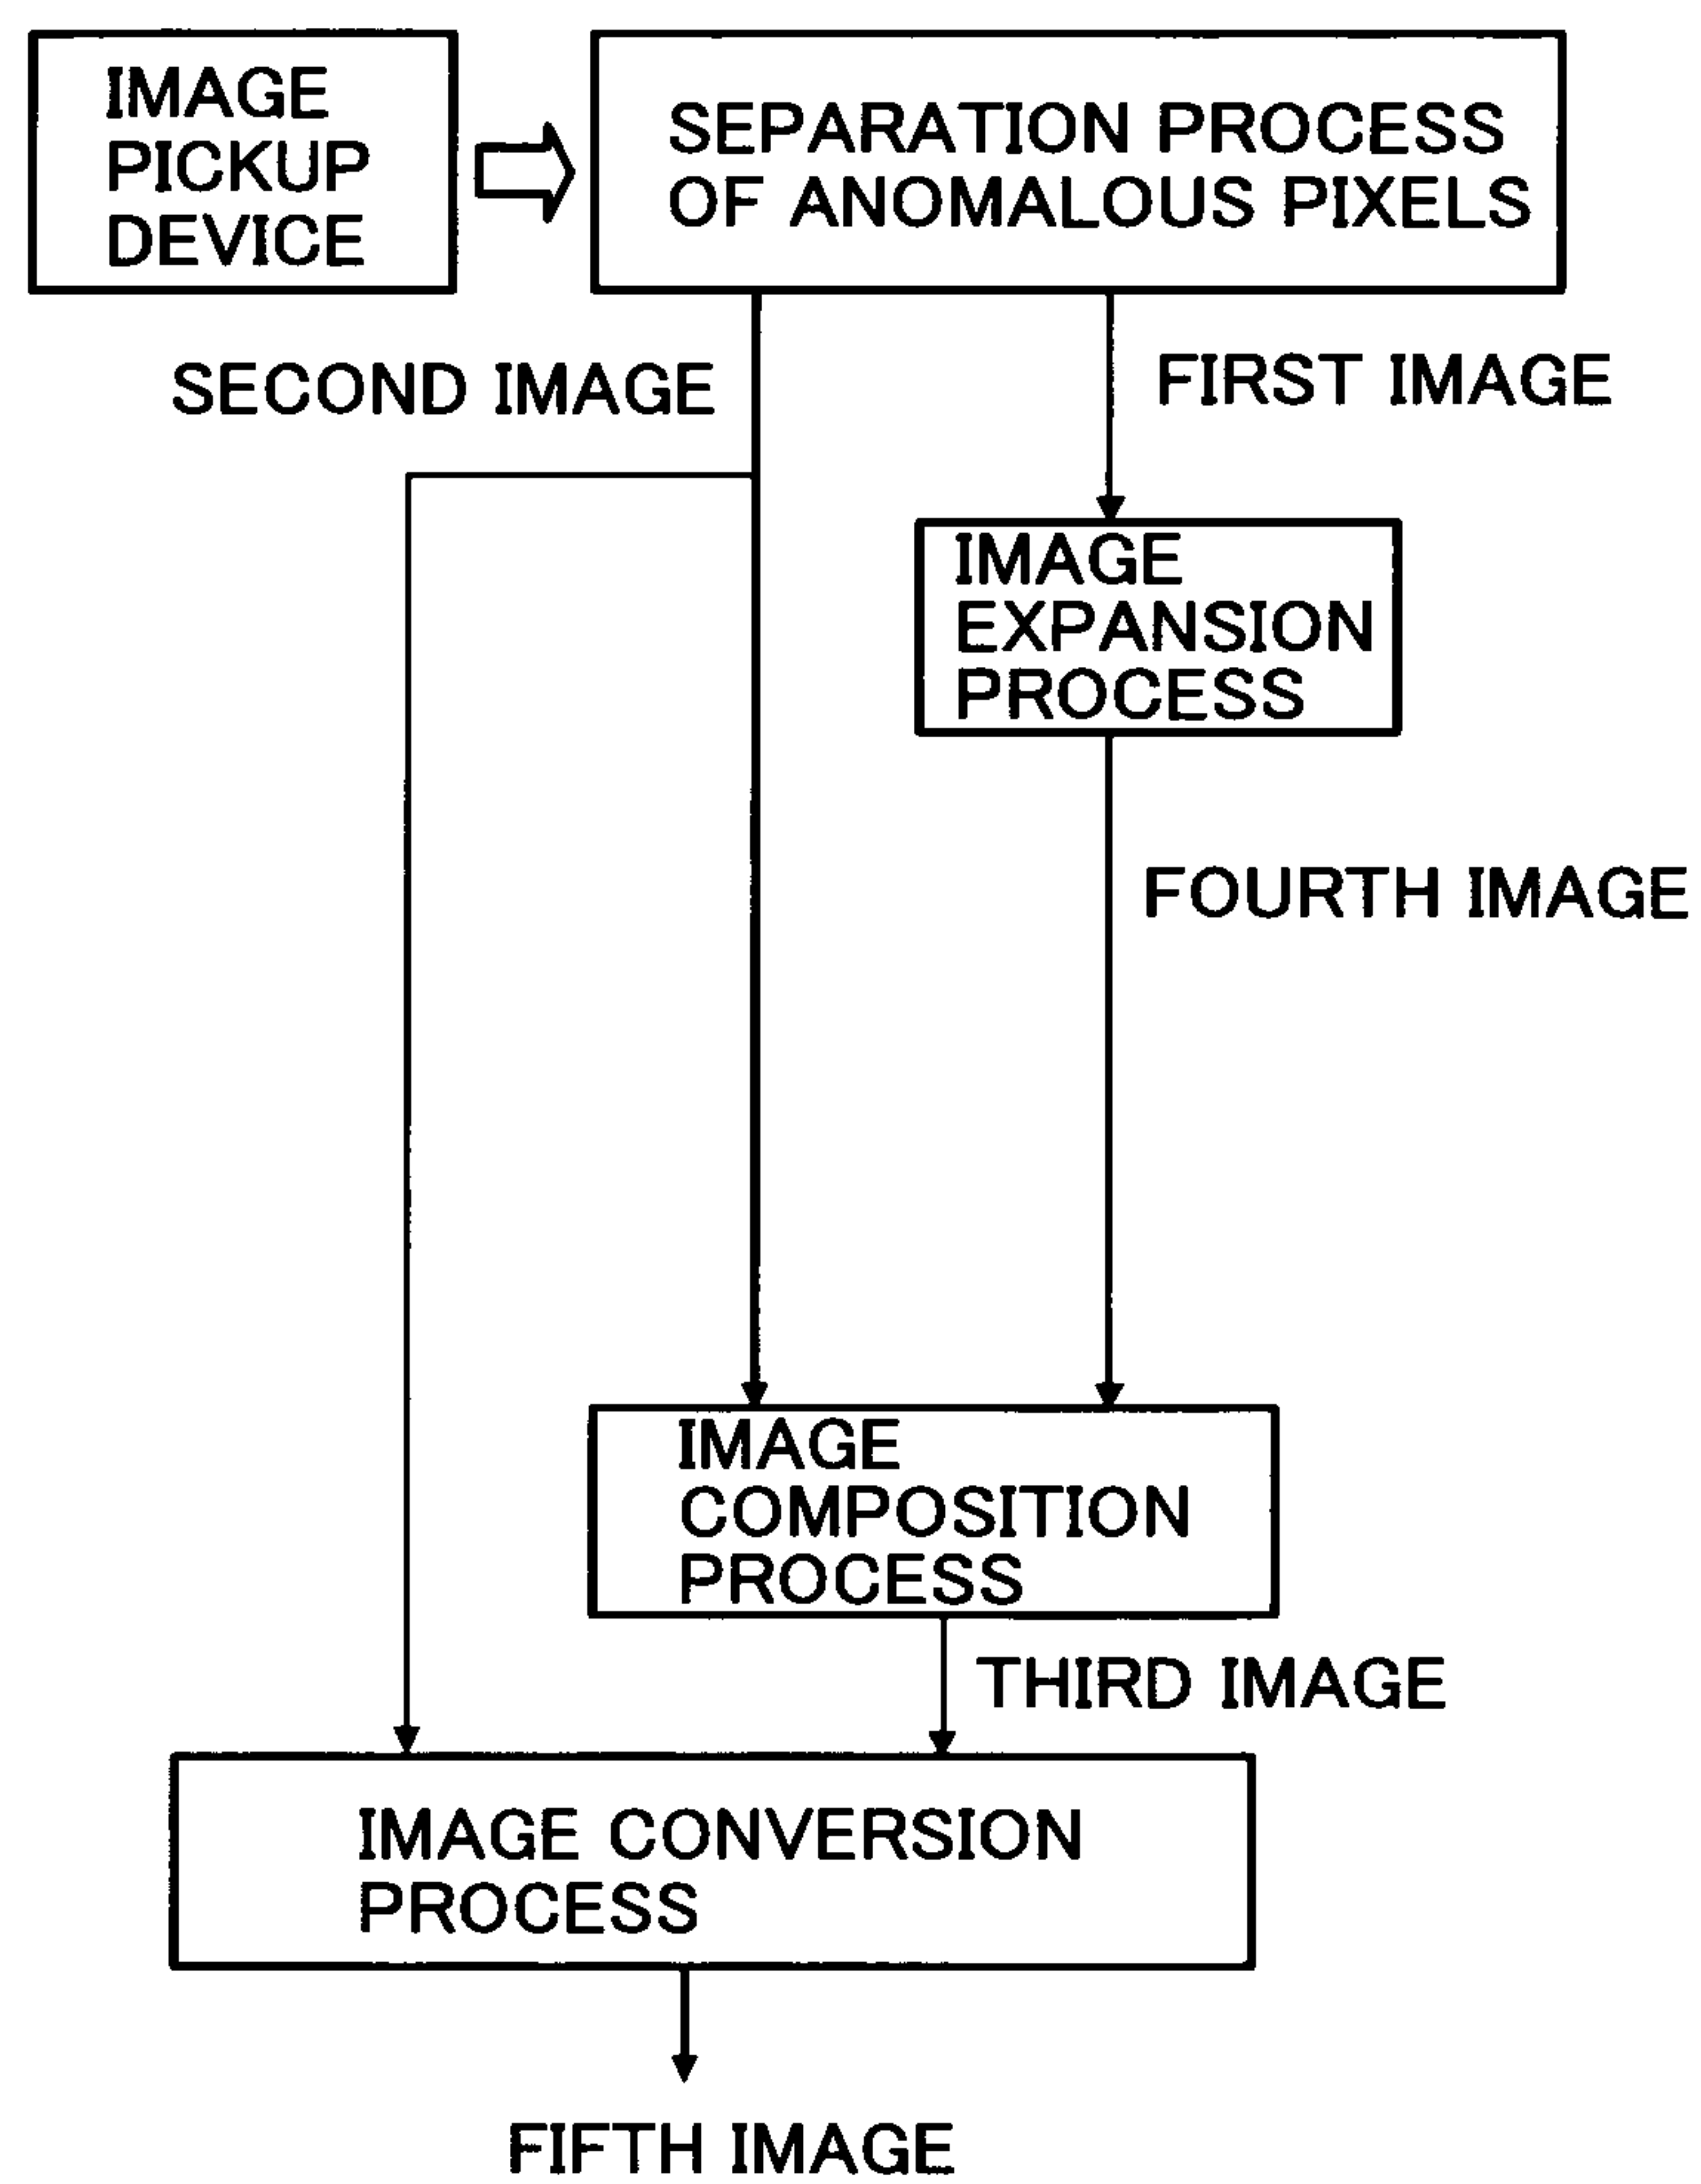 IMAGE
PICKUP
DEVICE
SEPARATION PROCESS
OF ANOMALOUS PIXELS
SECOND IMAGE
FIRST IMAGE
IMAGE
EXPANSION
PROCESS
FOURTH IMAGE
IMAGE
COMPOSITION
PROCESS
THIRD IMAGE
IMAGE CONVERSION
PROCESS
FIFTH IMAGE